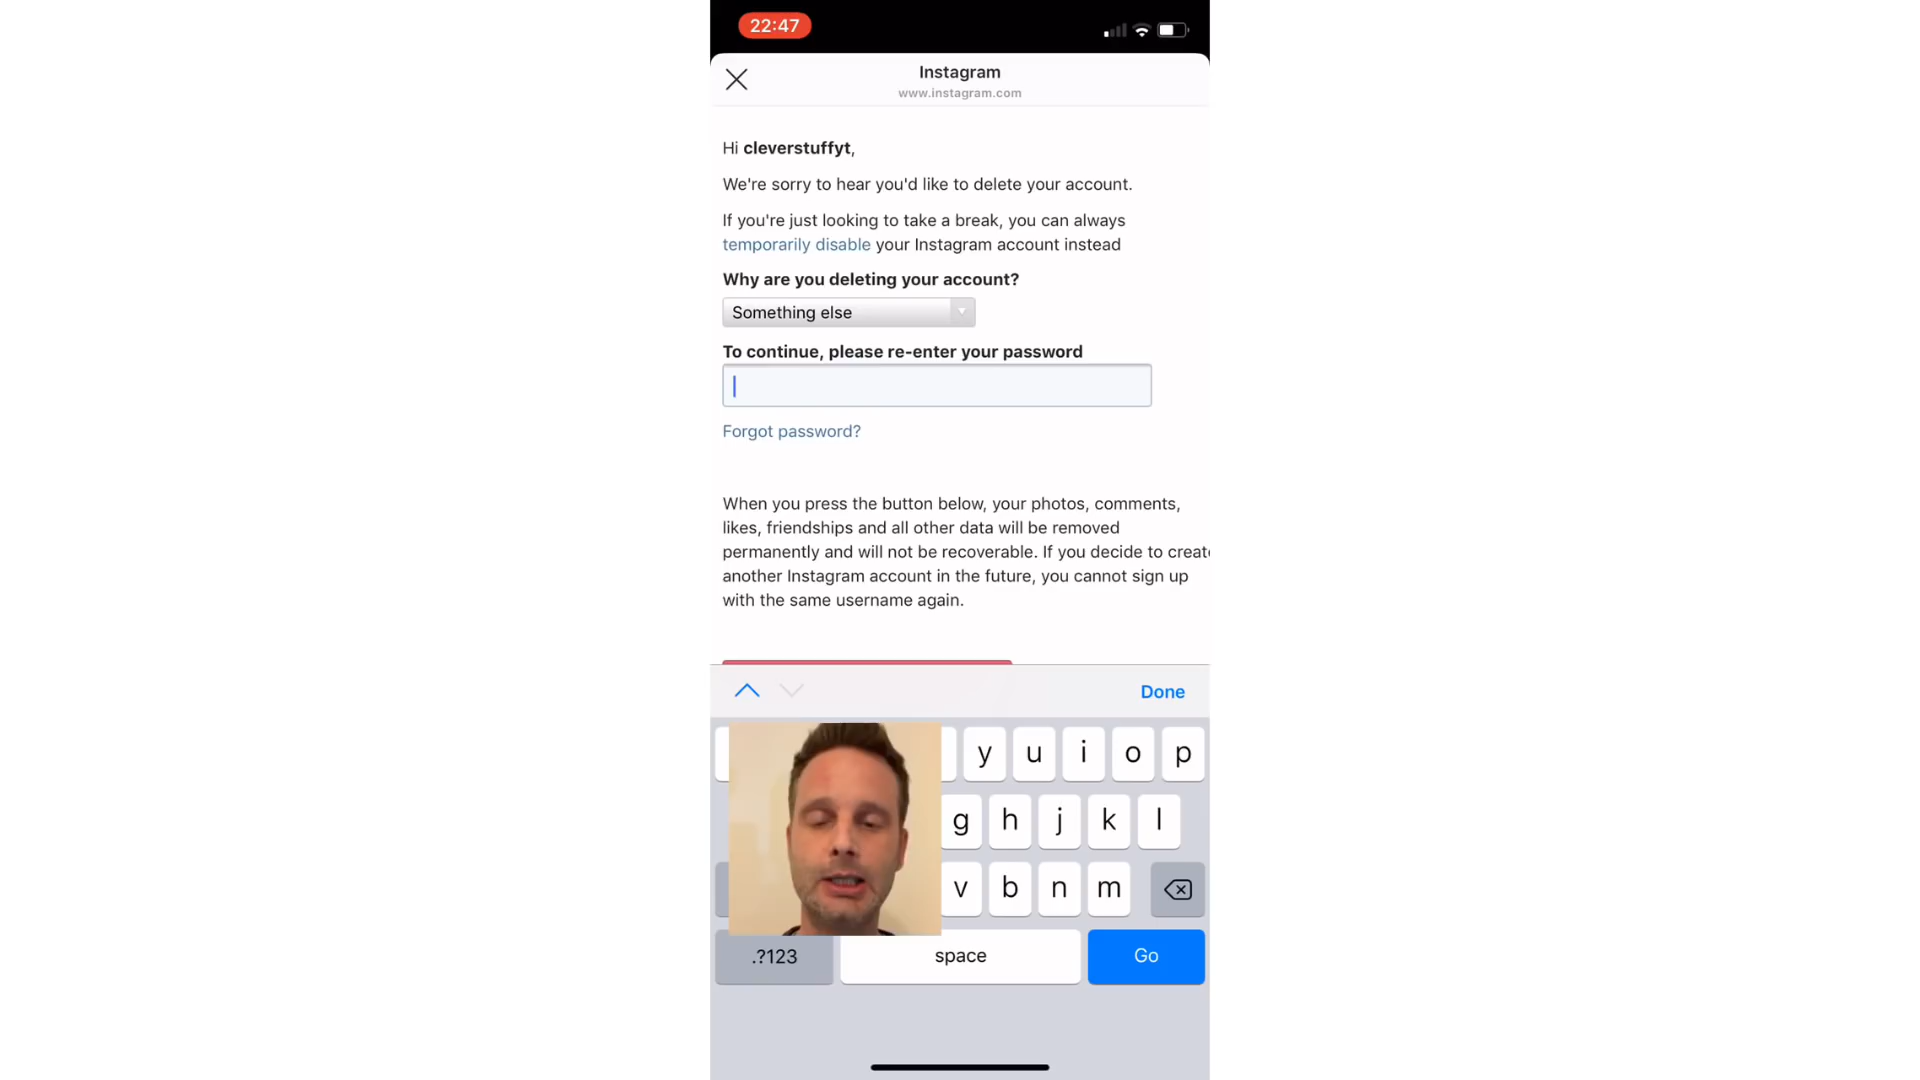 22:47
Instagram
www.instagram.com
Hi cleverstuffyt,
We're sorry to hear you'd like to delete your account.
If you're just looking to take a break, you can always
temporarily disable your Instagram account instead
Why are you deleting your account?
Something else
To continue, please re-enter your password
Forgot password?
When you press the button below, your photos, comments,
likes, friendships and all other data will be removed
permanently and will not be recoverable. If you decide to creat
another Instagram account in the future, you cannot sign up
with the same username again.
Done
y u i o p
g h j k l
v b n m
.?123 space Go